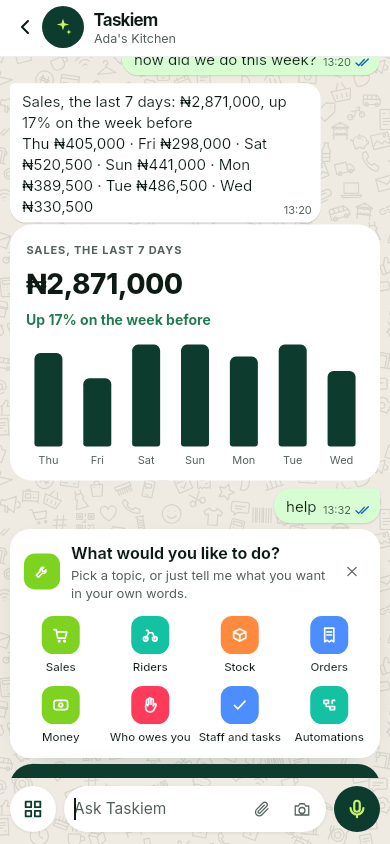 Taskiem
Ada's Kitchen
how did we do this week? 13:20
Sales, the last 7 days: ₦2,871,000, up
17% on the week before
Thu ₦405,000 · Fri ₦298,000 · Sat
₦520,500 · Sun ₦441,000 · Mon
₦389,500 · Tue ₦486,500 · Wed
₦330,500
13:20
SALES, THE LAST 7 DAYS
₦2,871,000
Up 17% on the week before
Thu Fri Sat Sun Mon Tue Wed
help 13:32
What would you like to do?
Pick a topic, or just tell me what you want
in your own words.
Sales Riders Stock Orders
Money Who owes you Staff and tasks Automations
Ask Taskiem